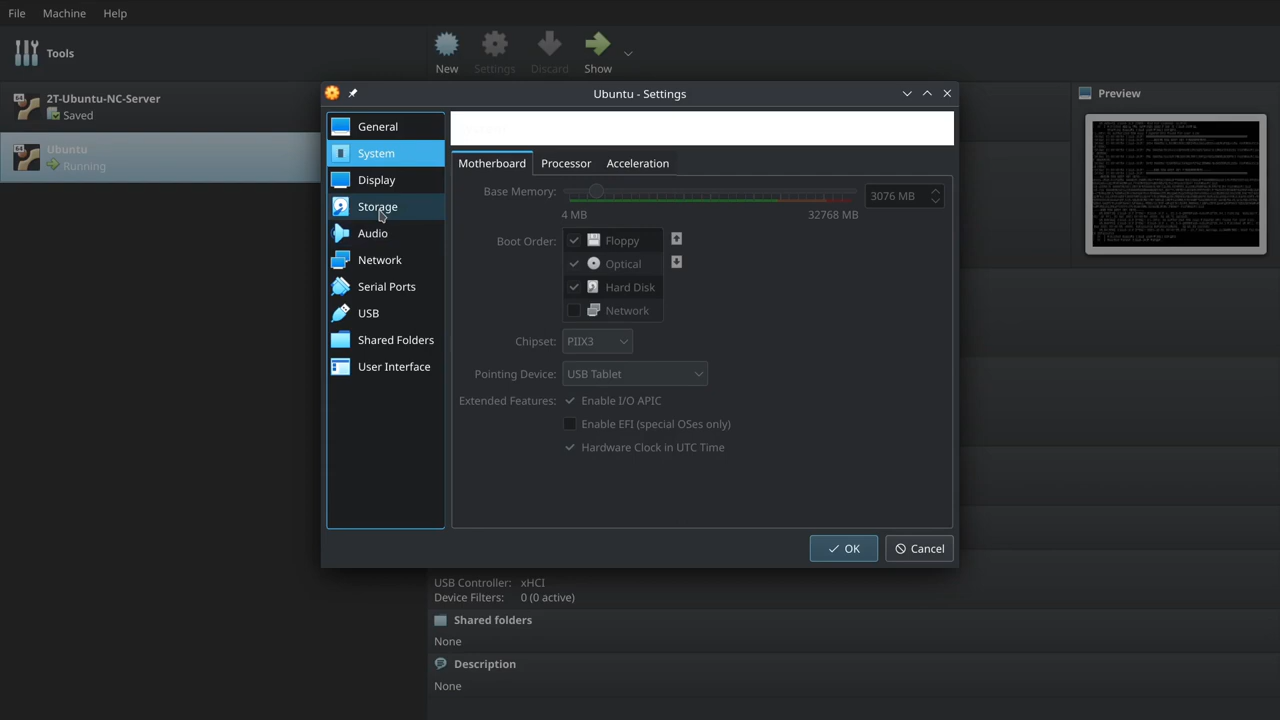 File Machine Help
Tools
New Settings Discard Show
2T-Ubuntu-NC-Server
Saved
Ubuntu
Running
Preview
Ubuntu - Settings
General
System
Display
Storage
Audio
Network
Serial Ports
USB
Shared Folders
User Interface
Motherboard Processor Acceleration
Base Memory: 3076 MB
4 MB 32768 MB
Boot Order: Floppy
Optical
Hard Disk
Network
Chipset: PIIX3
Pointing Device: USB Tablet
Extended Features: Enable I/O APIC
Enable EFI (special OSes only)
Hardware Clock in UTC Time
OK Cancel
USB Controller: xHCI
Device Filters: 0 (0 active)
Shared folders
None
Description
None